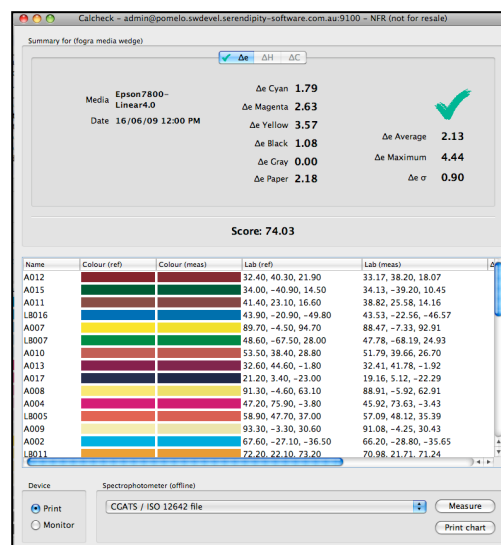 Calcheck - admin@pomelo.swdevel.serendipity-software.com.au:9100 - NFR (not for resale)
Summary for (fogra media wedge)
Δe ΔH ΔC
Media Epson7800-Linear4.0
Date 16/06/09 12:00 PM
Δe Cyan 1.79
Δe Magenta 2.63
Δe Yellow 3.57
Δe Black 1.08
Δe Gray 0.00
Δe Paper 2.18
Δe Average 2.13
Δe Maximum 4.44
Δe σ 0.90
Score: 74.03
Name Colour (ref) Colour (meas) Lab (ref) Lab (meas)
A012 32.40, 40.30, 21.90 33.17, 38.20, 18.07
A015 34.00, -40.90, 14.50 34.13, -39.20, 10.45
A011 41.40, 23.10, 16.60 38.82, 25.58, 14.16
LB016 43.90, -20.90, -49.80 43.53, -22.56, -46.57
A007 89.70, -4.50, 94.70 88.47, -7.33, 92.91
LB007 48.60, -67.50, 28.00 47.78, -68.19, 24.93
A010 53.50, 38.40, 28.80 51.79, 39.66, 26.70
A013 32.60, 44.60, -1.80 32.41, 41.78, -1.92
A017 21.20, 3.40, -23.00 19.16, 5.12, -22.29
A008 91.30, -4.60, 63.10 88.91, -5.92, 62.91
A004 47.20, 75.90, -3.80 45.92, 73.63, -3.43
LB005 58.90, 47.70, 37.00 57.09, 48.12, 35.39
A009 93.30, -3.30, 30.60 91.08, -4.25, 30.43
A002 67.60, -27.10, -36.50 66.20, -28.80, -35.65
LB011 72.20, 22.10, 73.20 70.98, 21.71, 71.24
Device
Print
Monitor
Spectrophotometer (offline)
CGATS / ISO 12642 file
Measure
Print chart